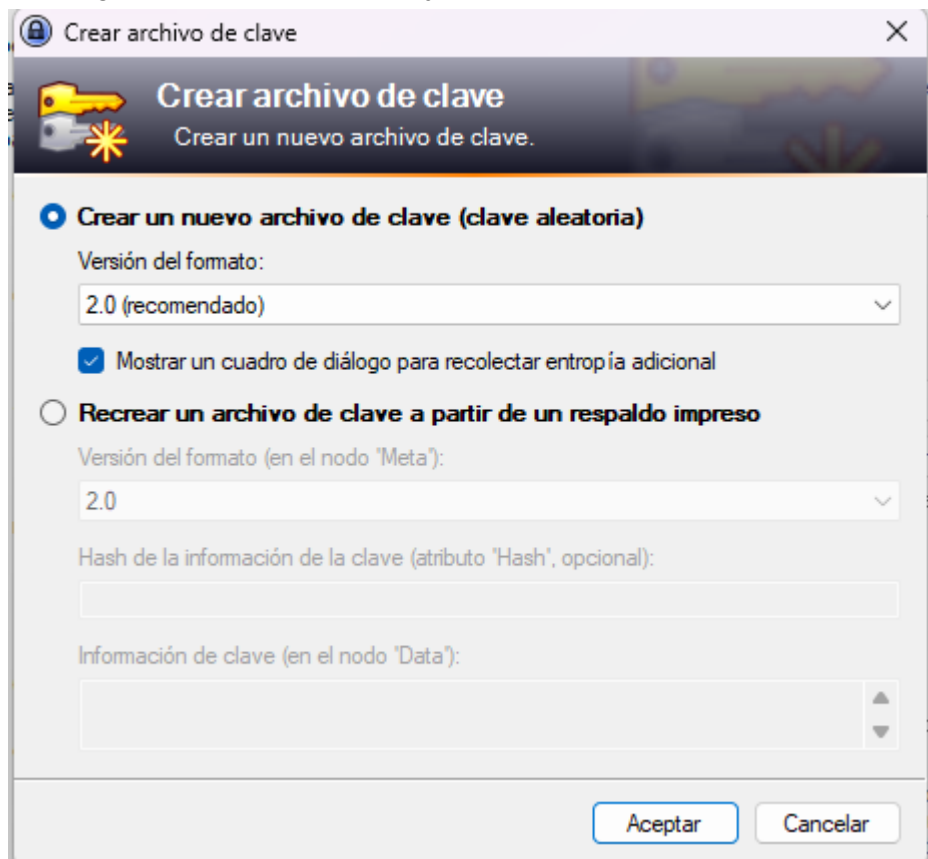 Crear archivo de clave
Crear archivo de clave
Crear un nuevo archivo de clave.
Crear un nuevo archivo de clave (clave aleatoria)
Versión del formato:
2.0 (recomendado)
Mostrar un cuadro de diálogo para recolectar entropía adicional
Recrear un archivo de clave a partir de un respaldo impreso
Versión del formato (en el nodo 'Meta'):
2.0
Hash de la información de la clave (atributo 'Hash', opcional):
Información de clave (en el nodo 'Data'):
Aceptar Cancelar